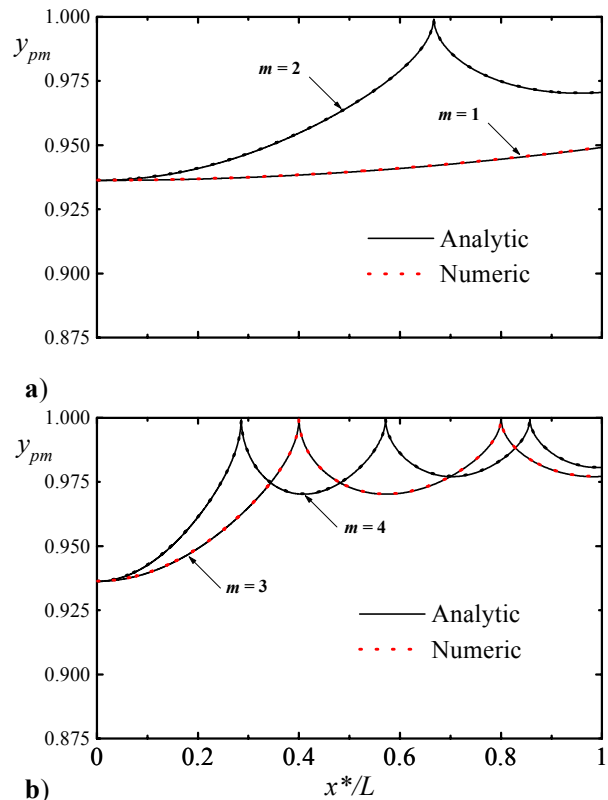 1.000
y_pm
0.975
m = 2
m = 1
0.950
0.925
0.900
Analytic
Numeric
0.875
a)
1.000
y_pm
0.975
m = 4
0.950
m = 3
0.925
Analytic
0.900
Numeric
0.875
0 0.2 0.4 0.6 0.8 1
b) x*/L